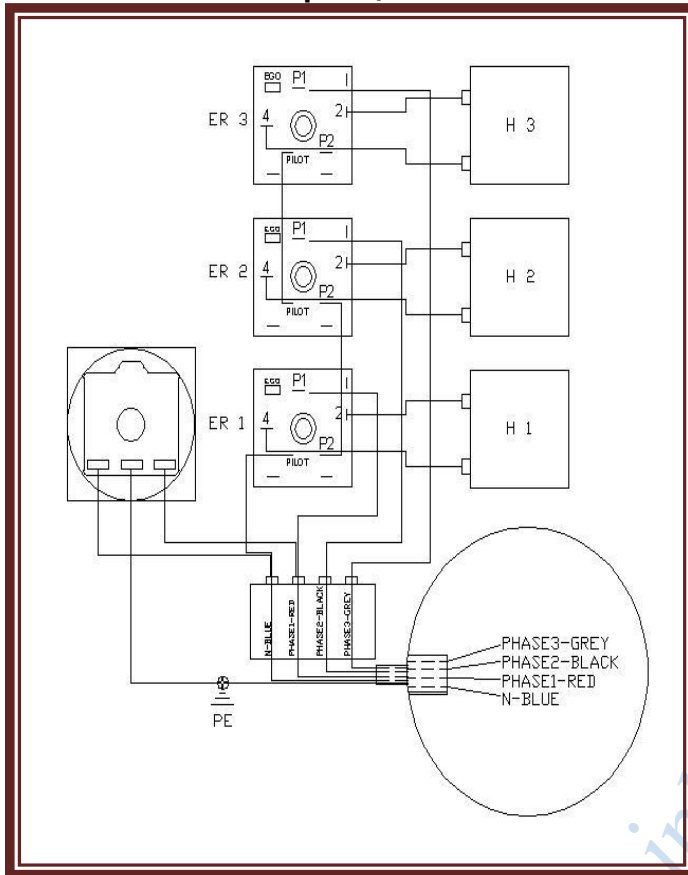 EGO P1 1
ER 3 4 2 H 3
P2
PILOT
EGO P1 1
ER 2 4 2 H 2
P2
PILOT
EGO P1 1
ER 1 4 2 H 1
P2
PILOT
N-BLUE
PHASE1-RED
PHASE2-BLACK
PHASE3-GREY
PHASE3-GREY
PHASE2-BLACK
PHASE1-RED
N-BLUE
PE